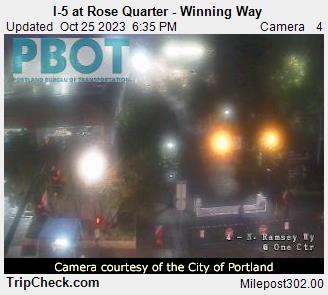 I-5 at Rose Quarter - Winning Way
Updated Oct 25 2023 6:35 PM Camera 4
PBOT
PORTLAND BUREAU OF TRANSPORTATION
4 - N. Ramsey Wy
@ One Ctr
Camera courtesy of the City of Portland
TripCheck.com Milepost302.00